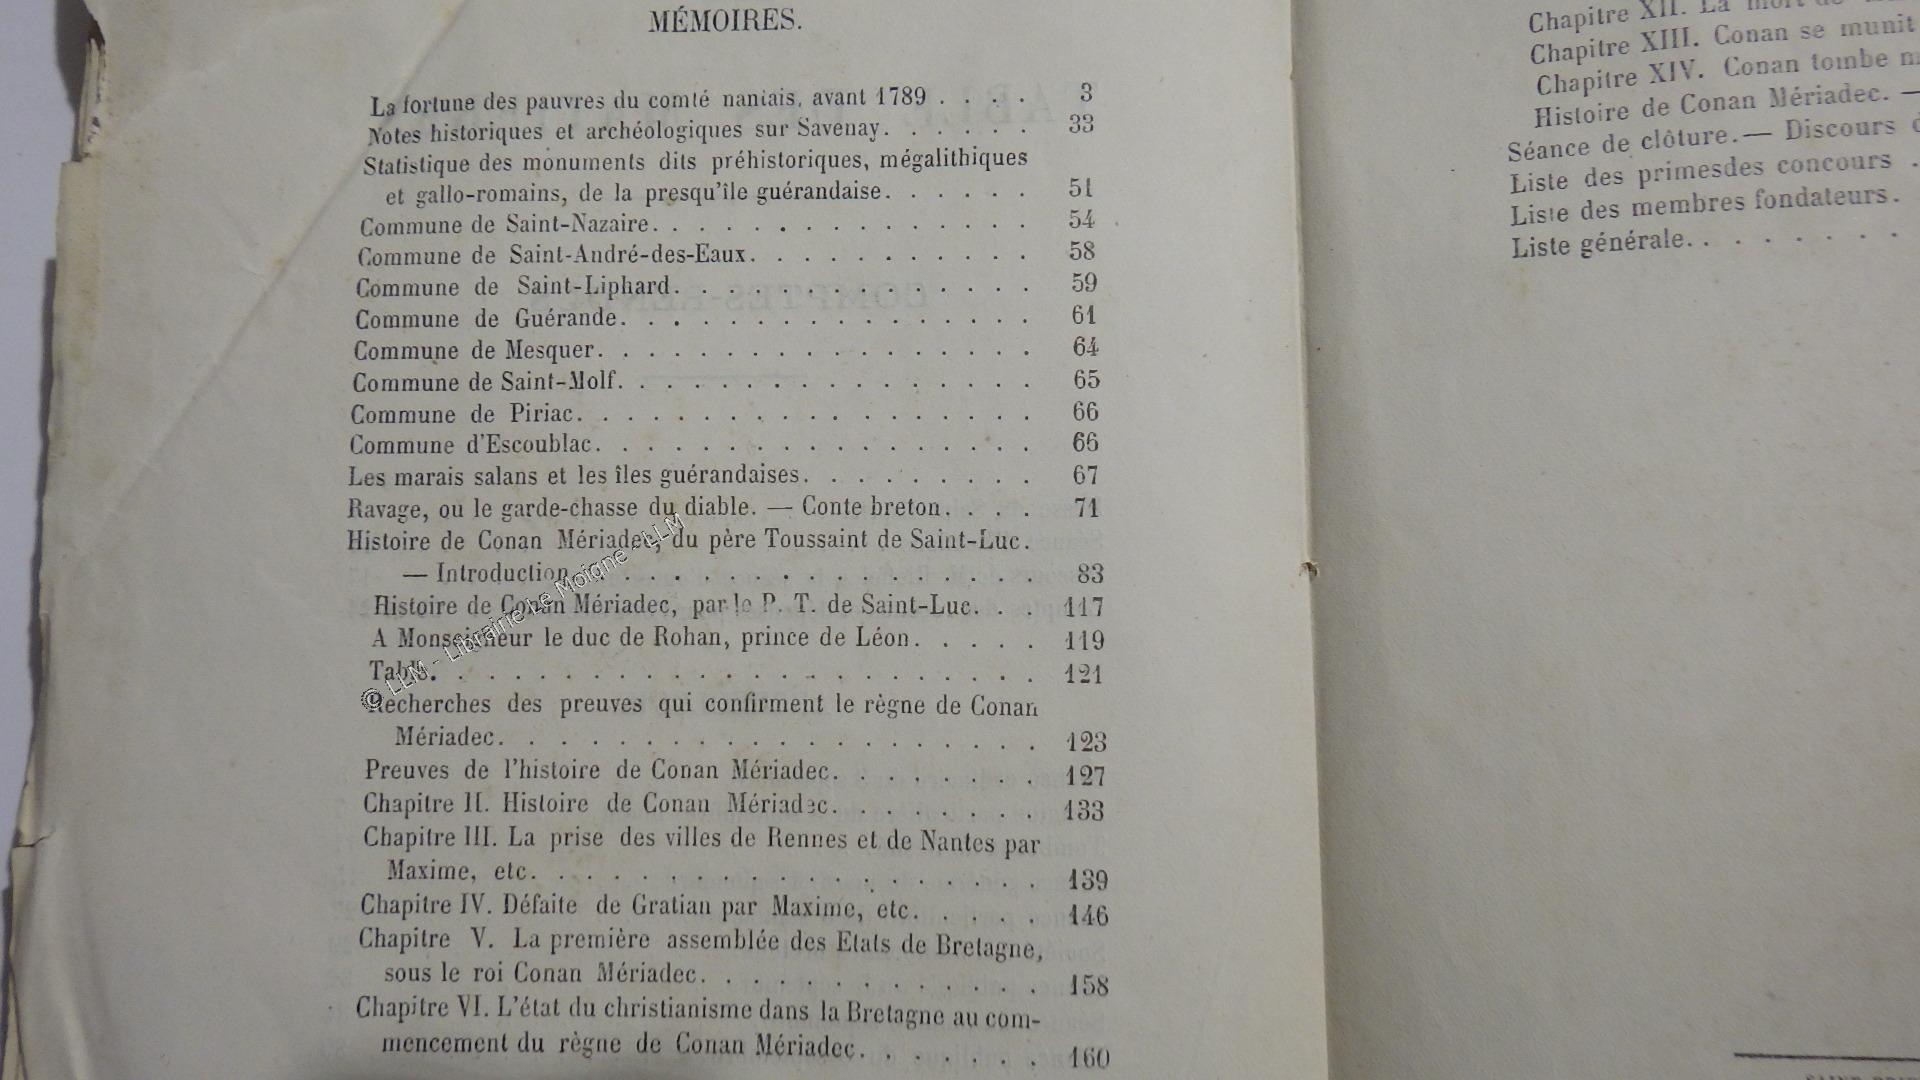 MÉMOIRES.
La fortune des pauvres du comté nantais, avant 1789 . . . . 3
Notes historiques et archéologiques sur Savenay. . . . . . 33
Statistique des monuments dits préhistoriques, mégalithiques
et gallo-romains, de la presqu'île guérandaise. . . . . . 51
Commune de Saint-Nazaire. . . . . . . . . . . . . . 54
Commune de Saint-André-des-Eaux. . . . . . . . . . . 58
Commune de Saint-Liphard. . . . . . . . . . . . . 59
Commune de Guérande. . . . . . . . . . . . . . . 61
Commune de Mesquer. . . . . . . . . . . . . . . . 64
Commune de Saint-Molf. . . . . . . . . . . . . . . 65
Commune de Piriac. . . . . . . . . . . . . . . . 66
Commune d'Escoublac. . . . . . . . . . . . . . . . 66
Les marais salans et les îles guérandaises. . . . . . . . 67
Ravage, ou le garde-chasse du diable. — Conte breton. . . . 71
Histoire de Conan Mériadec, du père Toussaint de Saint-Luc.
— Introduction. . . . . . . . . . . . . . . . 83
Histoire de Conan Mériadec, par le P. T. de Saint-Luc. . . 117
A Monseigneur le duc de Rohan, prince de Léon. . . . . 119
Table. . . . . . . . . . . . . . . . . . . . 121
Recherches des preuves qui confirment le règne de Conan
Mériadec. . . . . . . . . . . . . . . . . . 123
Preuves de l'histoire de Conan Mériadec. . . . . . . 127
Chapitre II. Histoire de Conan Mériadec. . . . . . . 133
Chapitre III. La prise des villes de Rennes et de Nantes par
Maxime, etc. . . . . . . . . . . . . . . . . 139
Chapitre IV. Défaite de Gratian par Maxime, etc. . . . . 146
Chapitre V. La première assemblée des Etats de Bretagne,
sous le roi Conan Mériadec. . . . . . . . . . . . 158
Chapitre VI. L'état du christianisme dans la Bretagne au com-
mencement du règne de Conan Mériadec. . . . . . . 160
© LLM - Librairie Le Moigne - LLM
Chapitre XII. La mort de
Chapitre XIII. Conan se munit
Chapitre XIV. Conan tombe
Histoire de Conan Mériadec. —
Séance de clôture. — Discours
Liste des primesdes concours .
Liste des membres fondateurs.
Liste générale. . . . . . . .